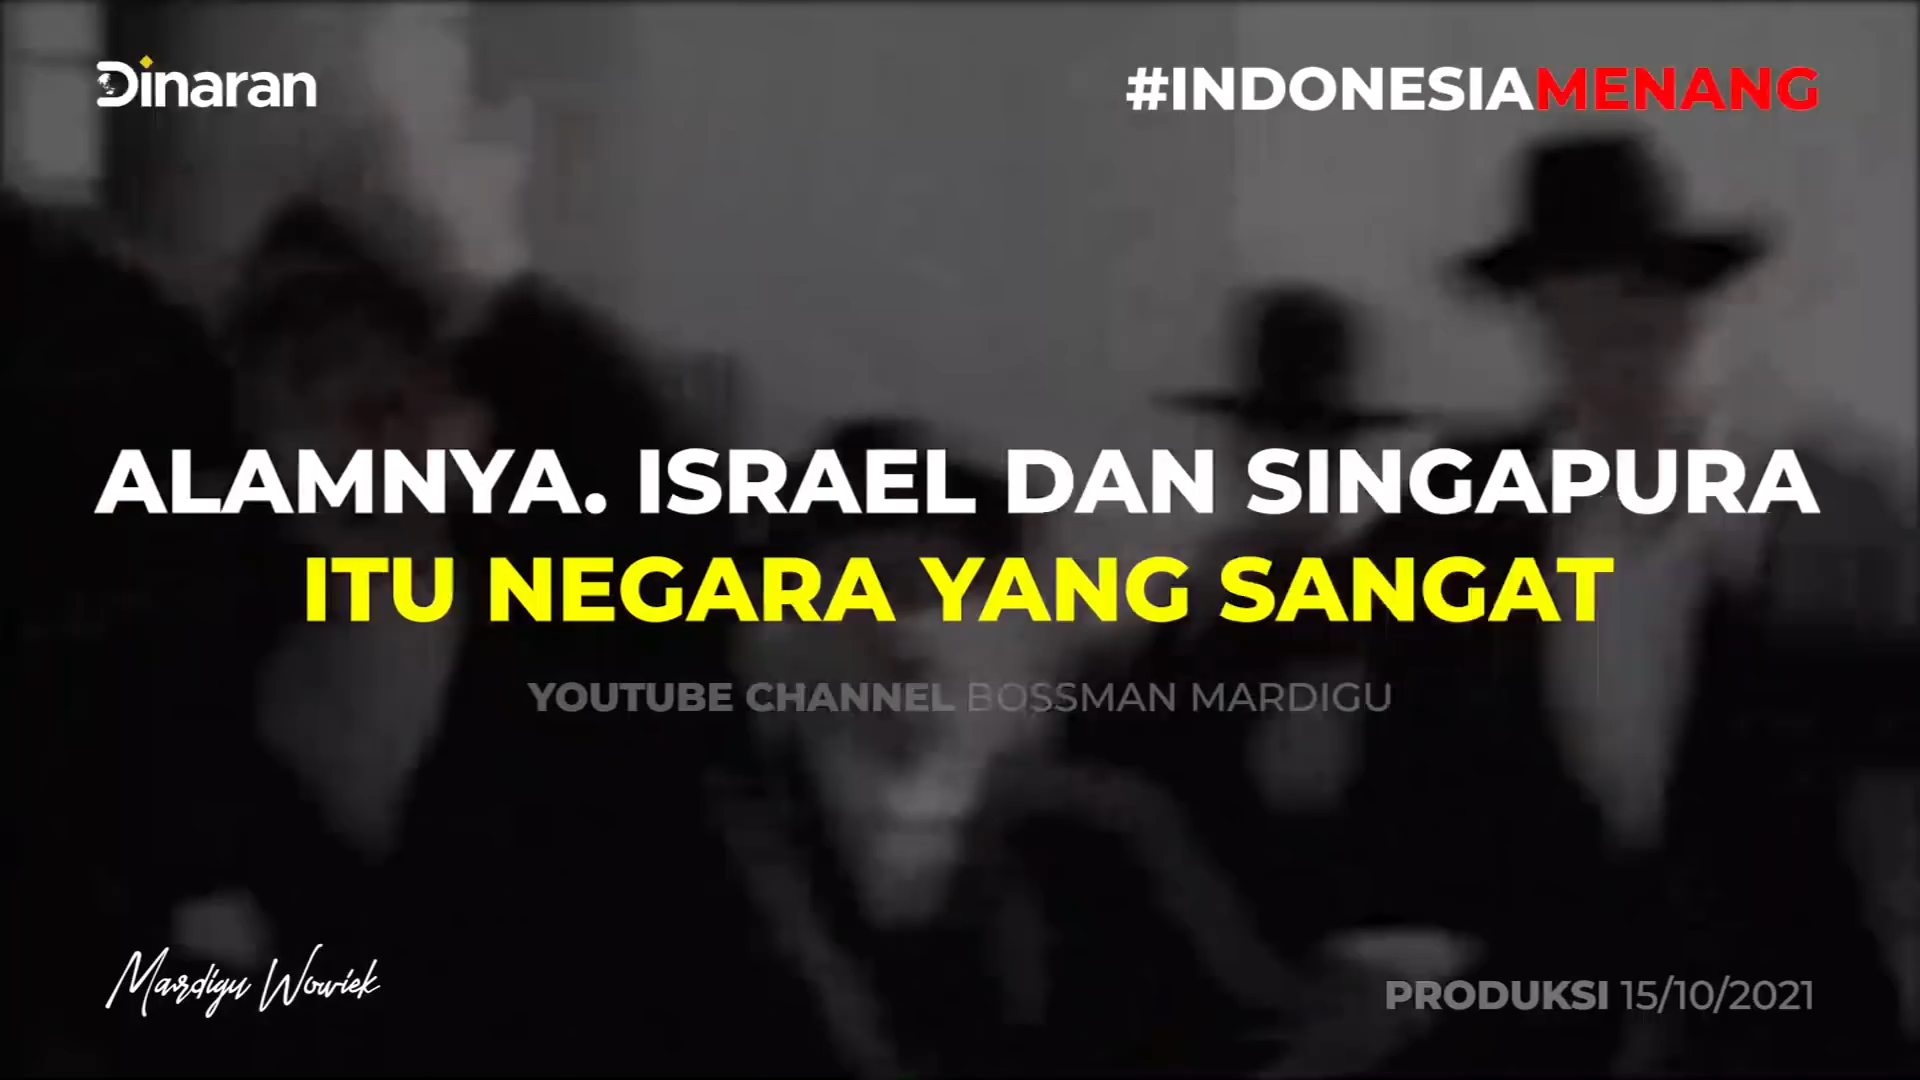 Dinaran
#INDONESIAMENANG
ALAMNYA. ISRAEL DAN SINGAPURA
ITU NEGARA YANG SANGAT
YOUTUBE CHANNEL BOSSMAN MARDIGU
Mardigu Wowiek
PRODUKSI 15/10/2021